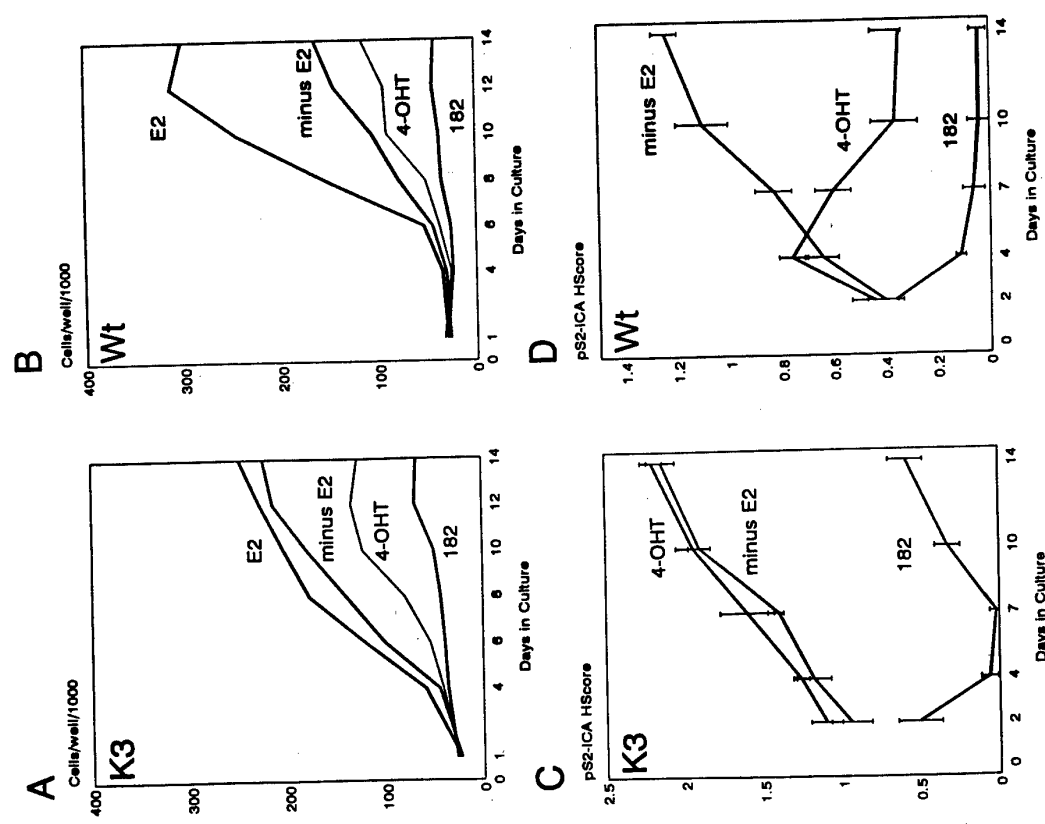 A
Cells/well/1000
K3
400
300
200
100
0
E2
minus E2
4-OHT
182
0 1 4 6 8 10 12 14
Days in Culture
B
Cells/well/1000
Wt
400
300
200
100
0
E2
minus E2
4-OHT
182
0 1 4 6 8 10 12 14
Days in Culture
C
pS2-ICA HScore
K3
2.5
2
1.5
1
0.5
0
4-OHT
minus E2
182
0 2 4 7 10 14
Days in Culture
D
pS2-ICA HScore
Wt
1.4
1.2
1
0.8
0.6
0.4
0.2
0
minus E2
4-OHT
182
0 2 4 7 10 14
Days in Culture